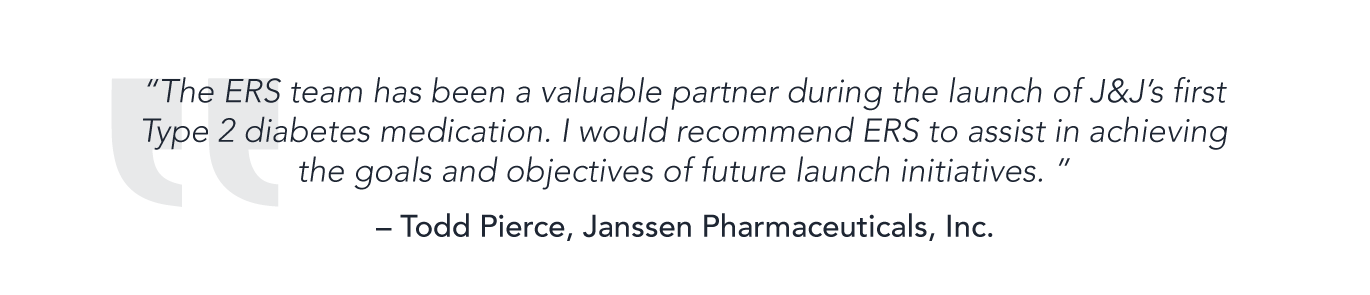 “The ERS team has been a valuable partner during the launch of J&J’s first
Type 2 diabetes medication. I would recommend ERS to assist in achieving
the goals and objectives of future launch initiatives. ”
– Todd Pierce, Janssen Pharmaceuticals, Inc.